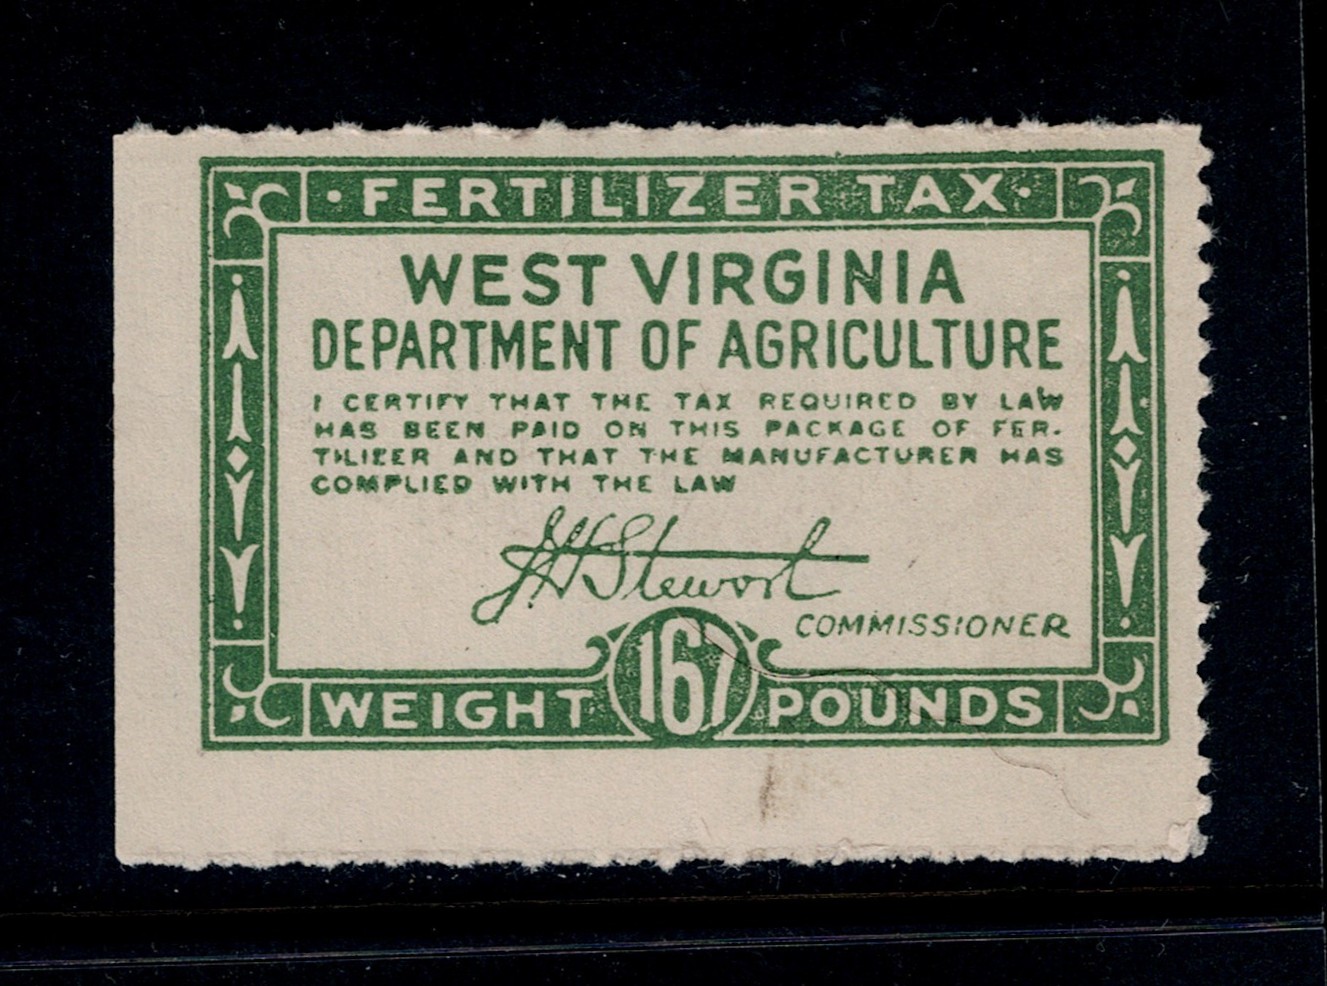 ·FERTILIZER TAX·
WEST VIRGINIA
DEPARTMENT OF AGRICULTURE
I CERTIFY THAT THE TAX REQUIRED BY LAW
HAS BEEN PAID ON THIS PACKAGE OF FER-
TILIZER AND THAT THE MANUFACTURER HAS
COMPLIED WITH THE LAW
JHStewart
COMMISSIONER
WEIGHT 167 POUNDS